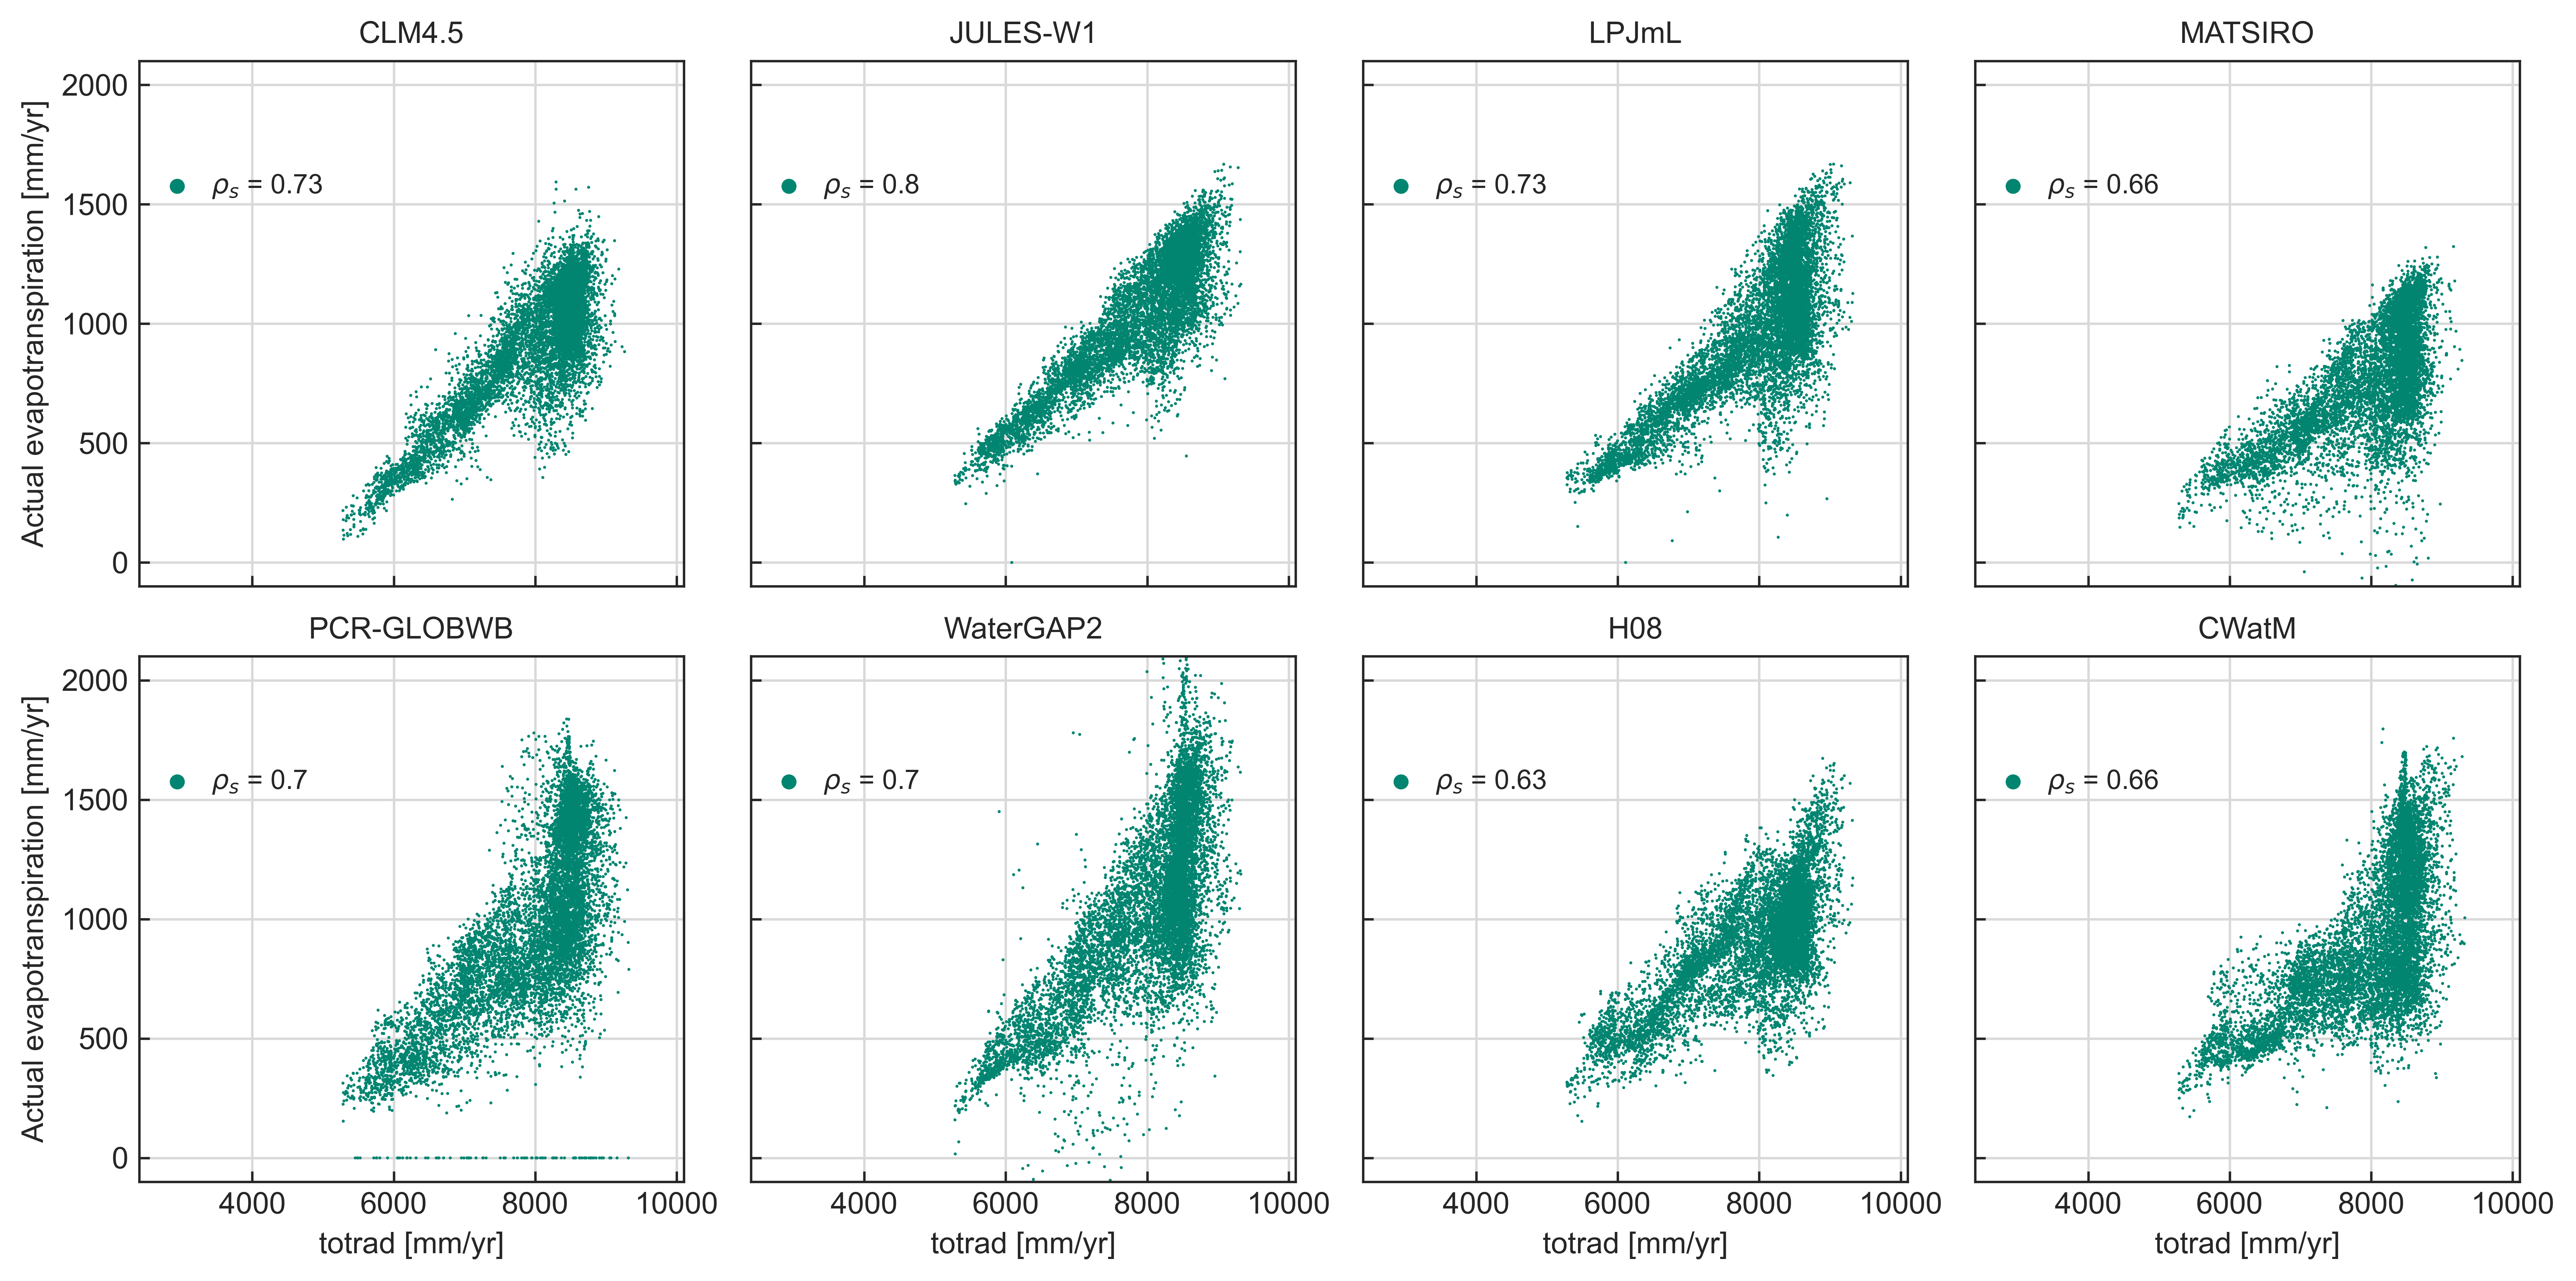 CLM4.5 JULES-W1 LPJmL MATSIRO
2000
1500
1000
500
0
Actual evapotranspiration [mm/yr]
ρs = 0.73
ρs = 0.8
ρs = 0.73
ρs = 0.66
PCR-GLOBWB WaterGAP2 H08 CWatM
2000
1500
1000
500
0
Actual evapotranspiration [mm/yr]
ρs = 0.7
ρs = 0.7
ρs = 0.63
ρs = 0.66
4000 6000 8000 10000 4000 6000 8000 10000 4000 6000 8000 10000 4000 6000 8000 10000
totrad [mm/yr] totrad [mm/yr] totrad [mm/yr] totrad [mm/yr]